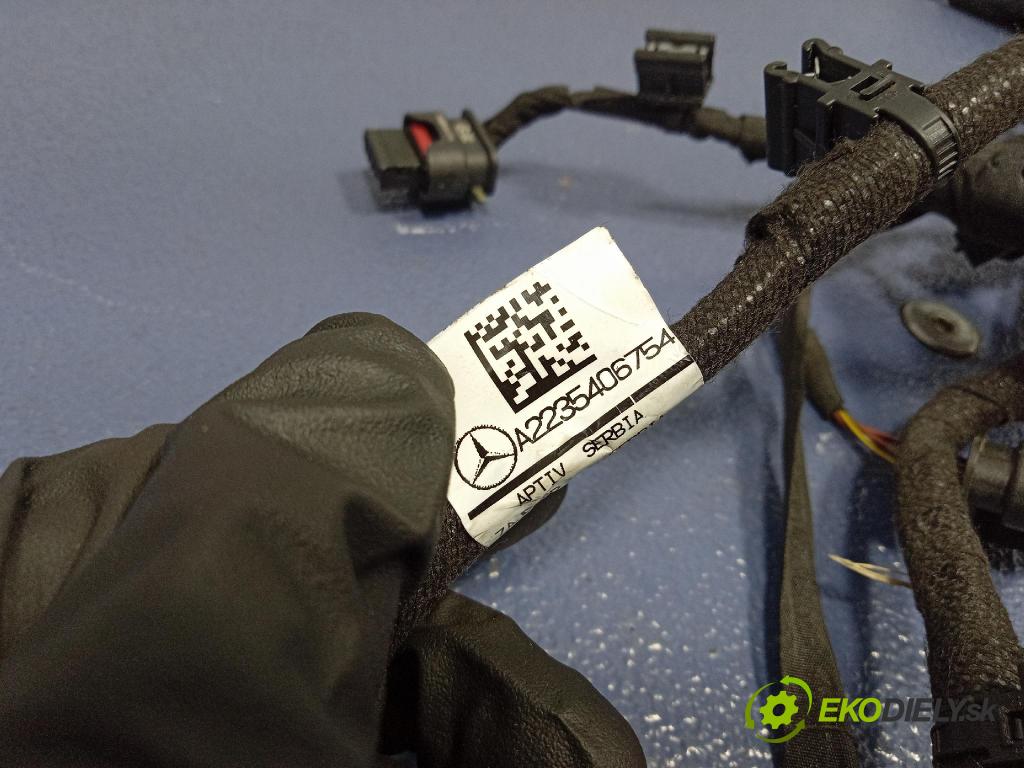 A2235406754
APTIV SERBIA
EKODIELY.sk